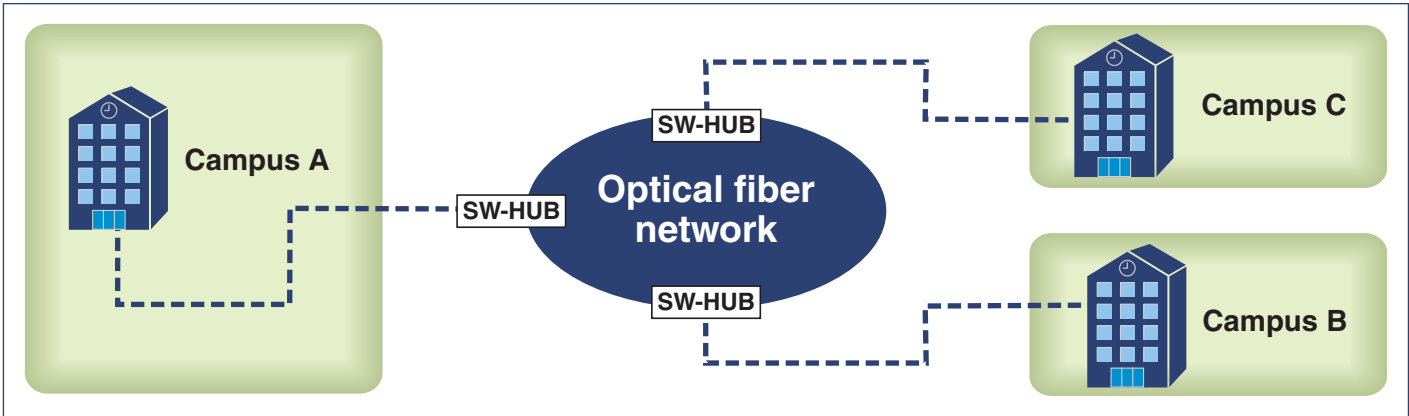 Campus A
SW-HUB
SW-HUB
Optical fiber
network
SW-HUB
Campus C
Campus B